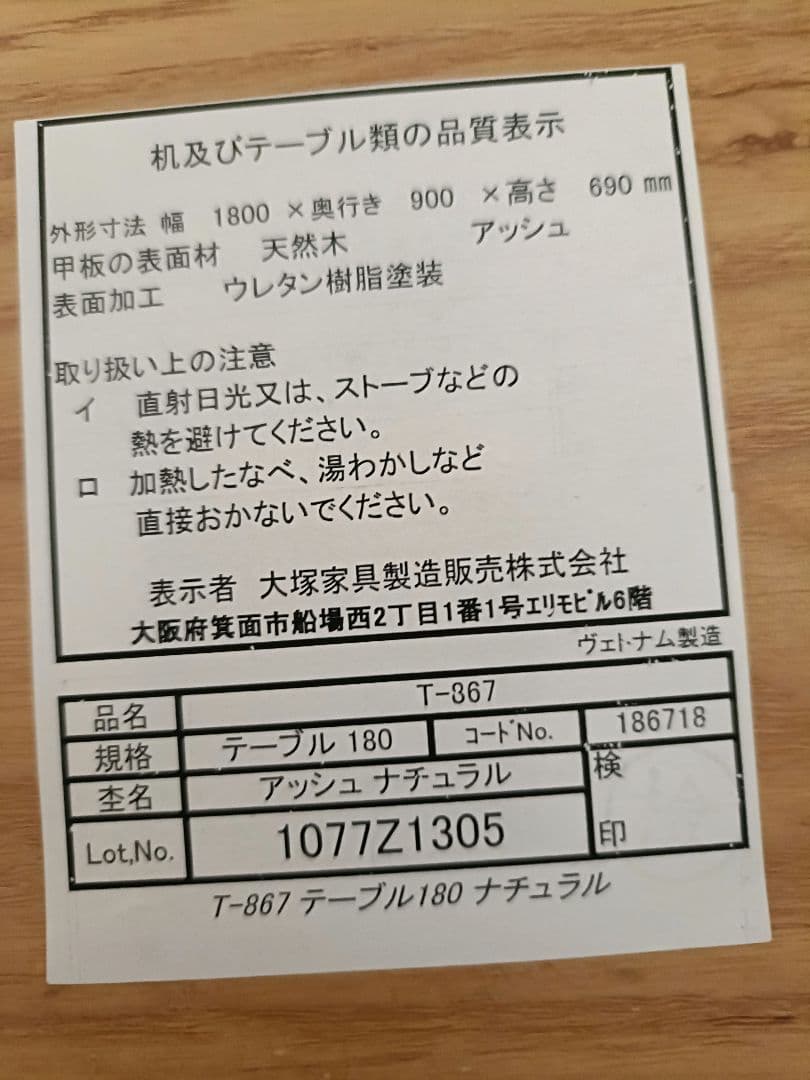 机及びテーブル類の品質表示
外形寸法 幅 1800 ×奥行き 900 ×高さ 690 mm
甲板の表面材 天然木 アッシュ
表面加工 ウレタン樹脂塗装
取り扱い上の注意
イ 直射日光又は、ストーブなどの
熱を避けてください。
ロ 加熱したなべ、湯わかしなど
直接おかないでください。
表示者 大塚家具製造販売株式会社
大阪府箕面市船場西2丁目1番1号エリモビル6階
ヴェトナム製造
品名 T-867
規格 テーブル 180 コードNo. 186718
杢名 アッシュ ナチュラル 検
Lot,No. 1077Z1305 印
T-867 テーブル180 ナチュラル